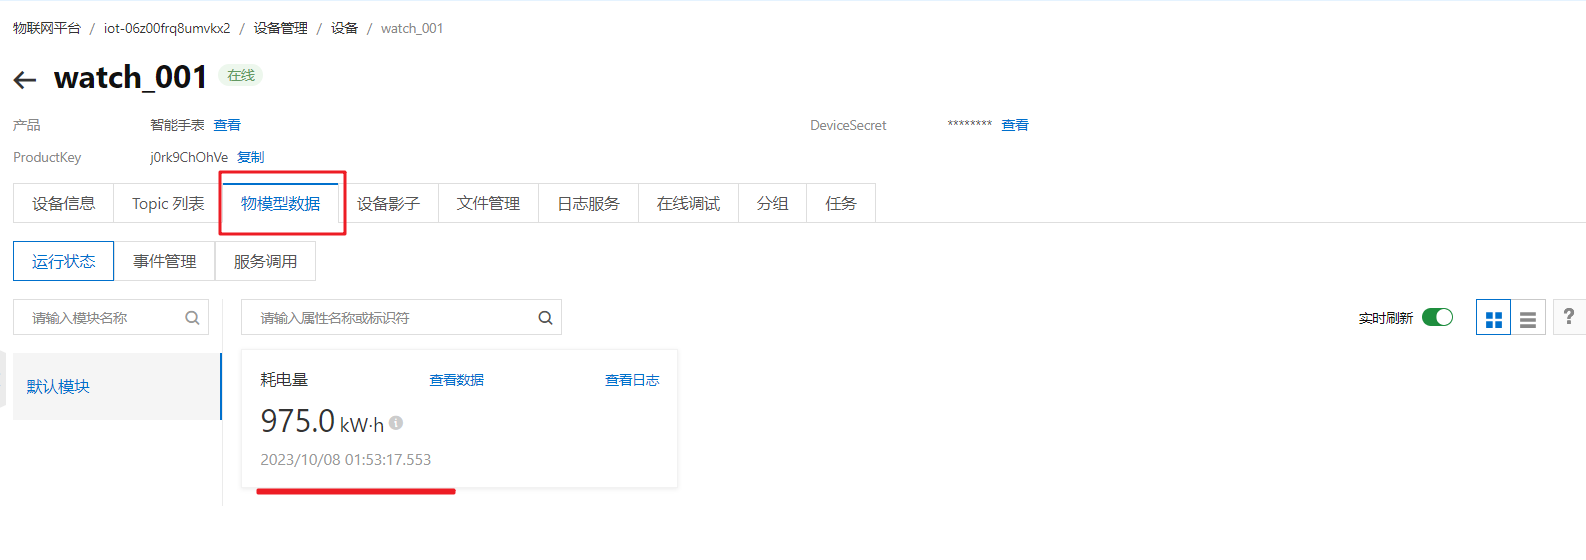 物联网平台 / iot-06z00frq8umvkx2 / 设备管理 / 设备 / watch_001
watch_001 在线
产品 智能手表 查看 DeviceSecret ******** 查看
ProductKey j0rk9ChOhVe 复制
设备信息 Topic 列表 物模型数据 设备影子 文件管理 日志服务 在线调试 分组 任务
运行状态 事件管理 服务调用
请输入模块名称 请输入属性名称或标识符 实时刷新 ?
默认模块
耗电量 查看数据 查看日志
975.0 kW·h
2023/10/08 01:53:17.553